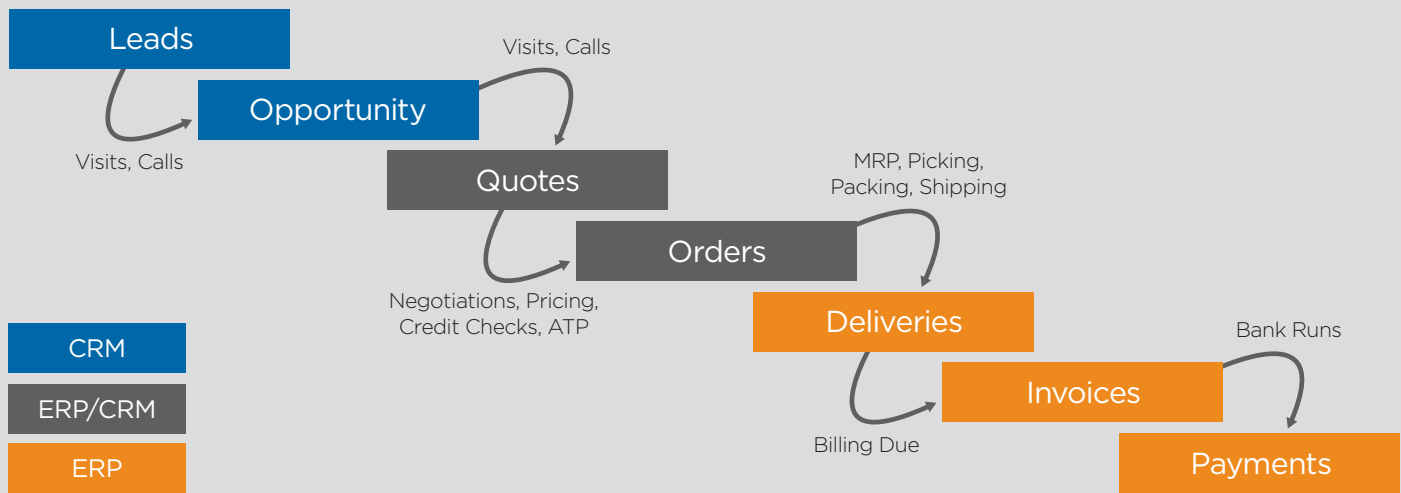 Leads
Visits, Calls
Opportunity
Visits, Calls
Quotes
MRP, Picking,
Packing, Shipping
Orders
Negotiations, Pricing,
Credit Checks, ATP
Deliveries
CRM
Bank Runs
Invoices
ERP/CRM
Billing Due
Payments
ERP